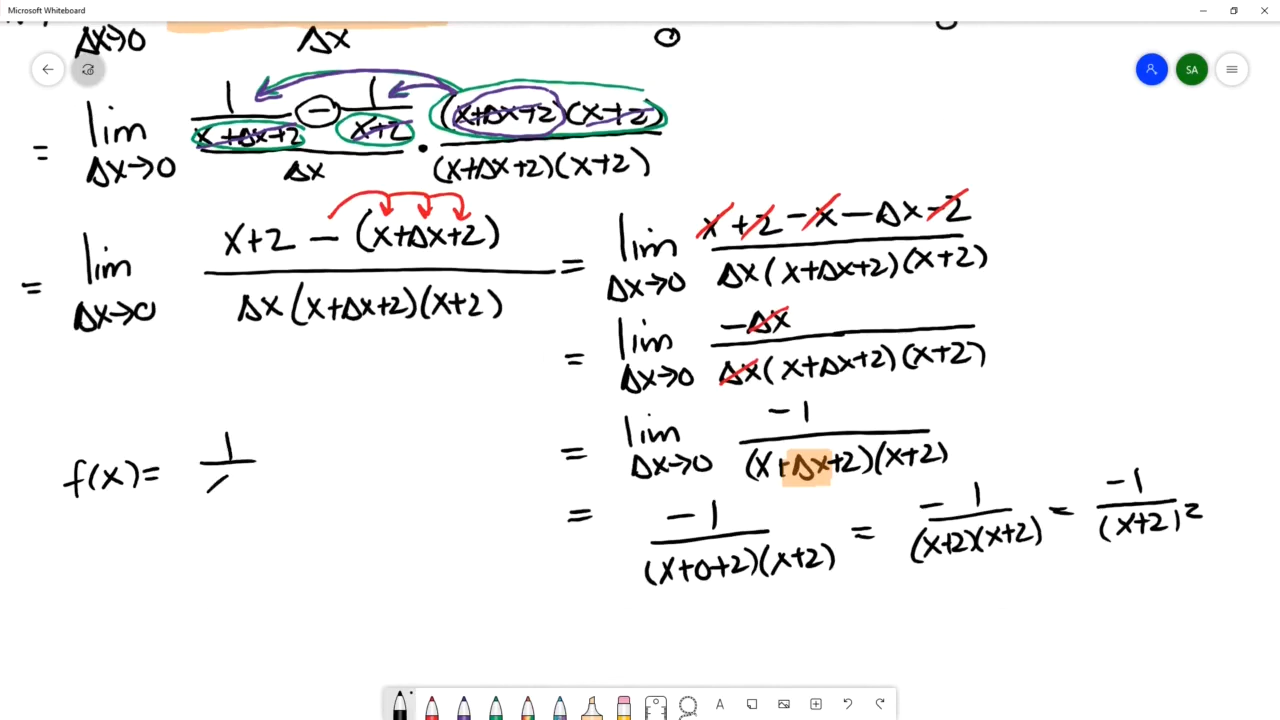 Microsoft Whiteboard
Δx→0 Δx 0
SA
= lim Δx→0 (1/(x+Δx+2) − 1/(x+2))/Δx · ((x+Δx+2)(x+2))/((x+Δx+2)(x+2))
= lim Δx→0 (x+2 − (x+Δx+2))/(Δx(x+Δx+2)(x+2)) = lim Δx→0 (x+2−x−Δx−2)/(Δx(x+Δx+2)(x+2))
= lim Δx→0 −Δx/(Δx(x+Δx+2)(x+2))
= lim Δx→0 −1/((x+Δx+2)(x+2))
f(x)= 1/
= −1/((x+0+2)(x+2)) = −1/((x+2)(x+2)) = −1/(x+2)²
A